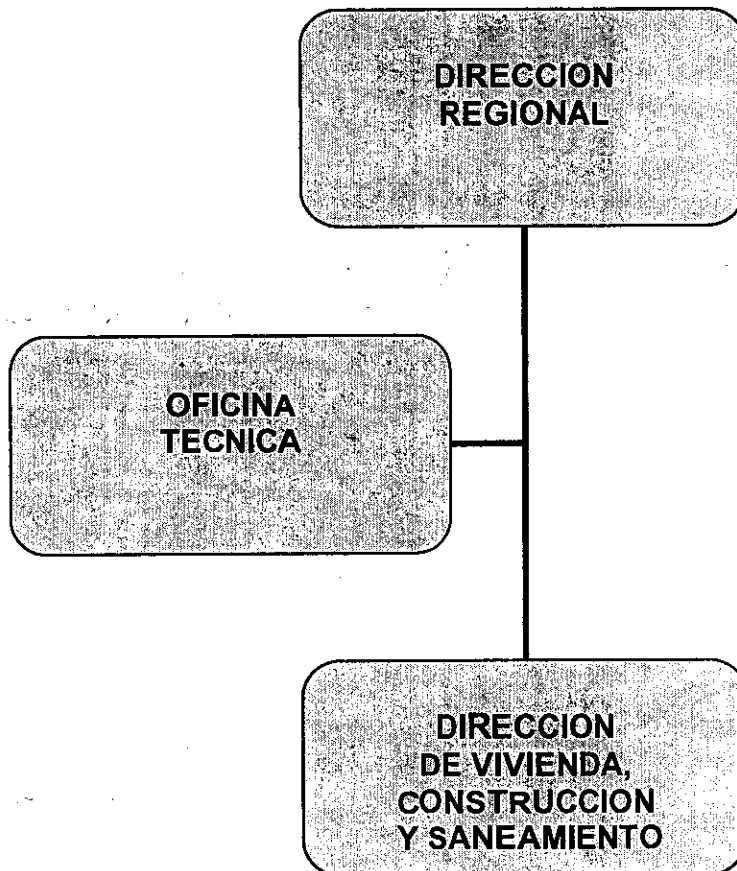 DIRECCION
REGIONAL
OFICINA
TECNICA
DIRECCION
DE VIVIENDA,
CONSTRUCCION
Y SANEAMIENTO